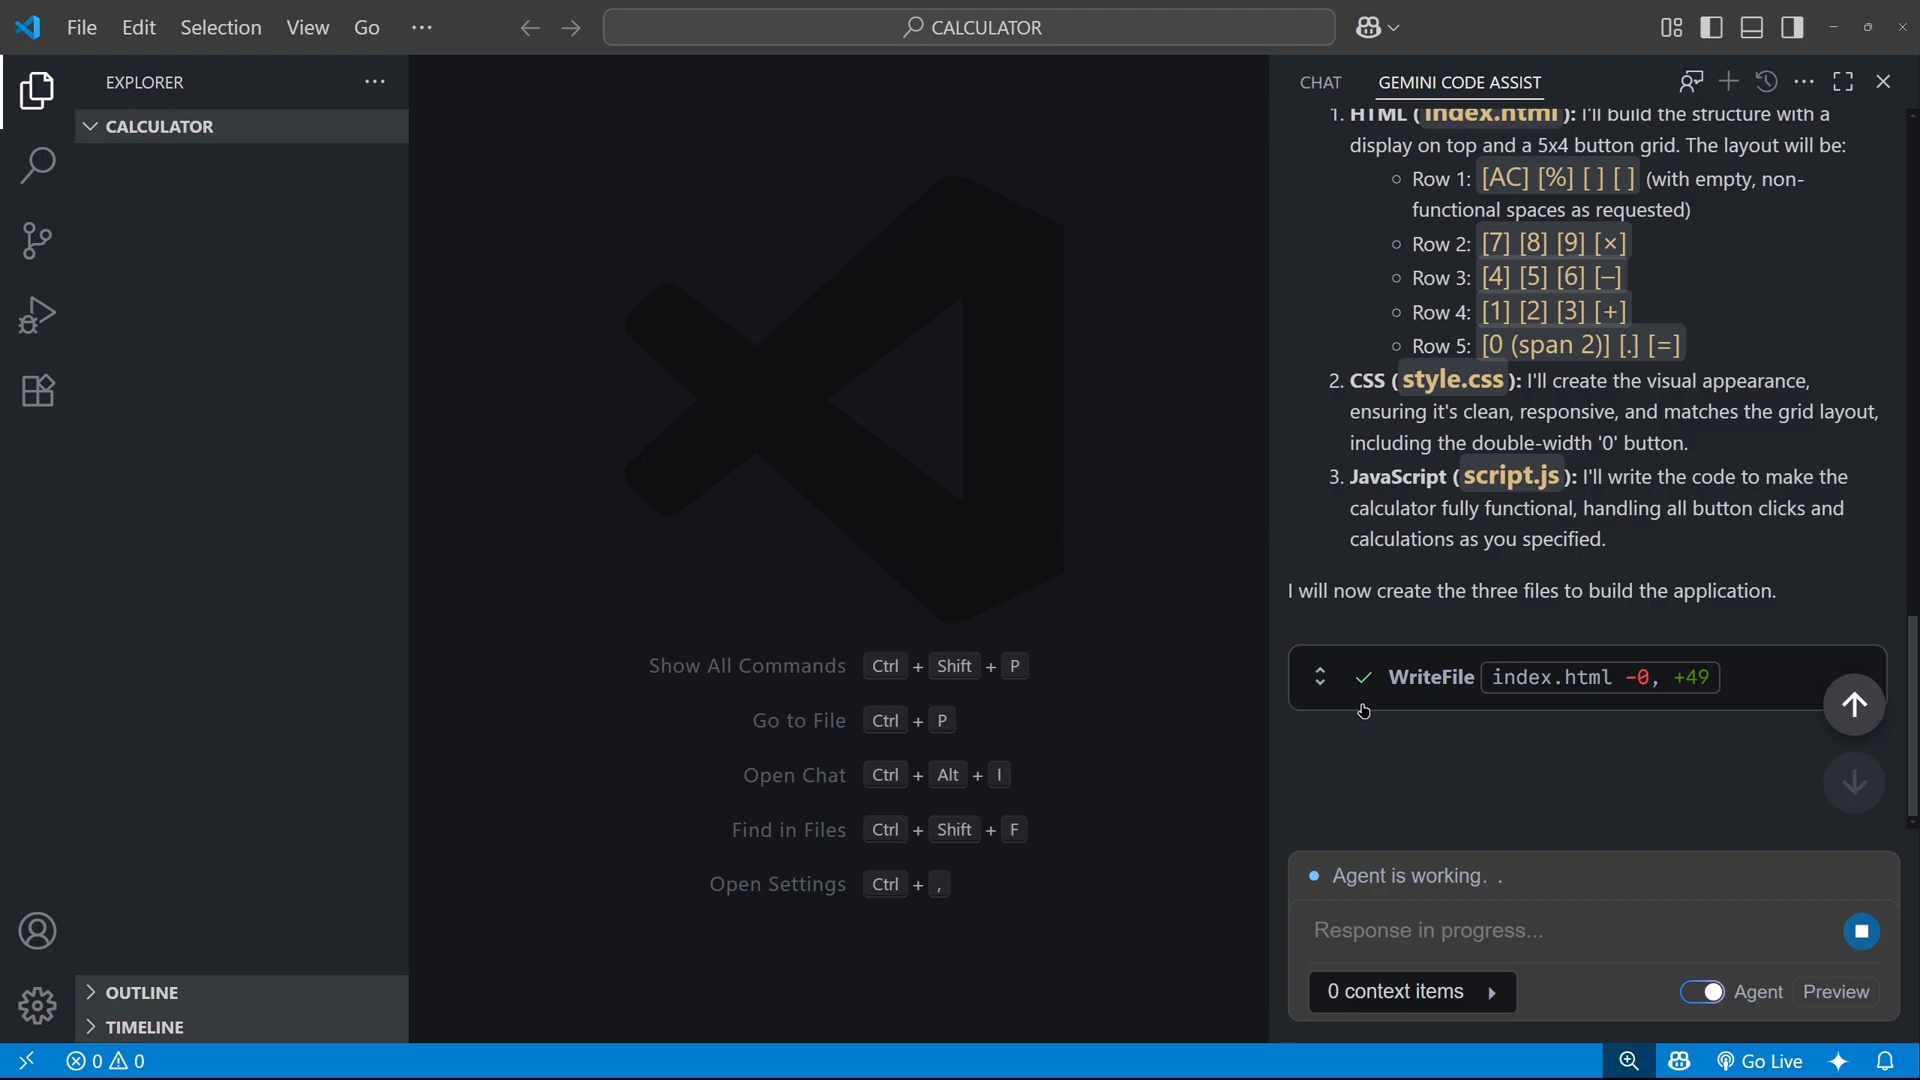 File Edit Selection View Go ···
CALCULATOR
EXPLORER ···
CALCULATOR
CHAT GEMINI CODE ASSIST
1. HTML ( index.html ): I'll build the structure with a
display on top and a 5x4 button grid. The layout will be:
Row 1: [AC] [%] [ ] [ ] (with empty, non-
functional spaces as requested)
Row 2: [7] [8] [9] [×]
Row 3: [4] [5] [6] [–]
Row 4: [1] [2] [3] [+]
Row 5: [0 (span 2)] [.] [=]
2. CSS ( style.css ): I'll create the visual appearance,
ensuring it's clean, responsive, and matches the grid layout,
including the double-width '0' button.
3. JavaScript ( script.js ): I'll write the code to make the
calculator fully functional, handling all button clicks and
calculations as you specified.
I will now create the three files to build the application.
WriteFile index.html -0, +49
Show All Commands Ctrl + Shift + P
Go to File Ctrl + P
Open Chat Ctrl + Alt + I
Find in Files Ctrl + Shift + F
Open Settings Ctrl + ,
Agent is working. .
Response in progress...
0 context items
Agent Preview
OUTLINE
TIMELINE
0 0
Go Live